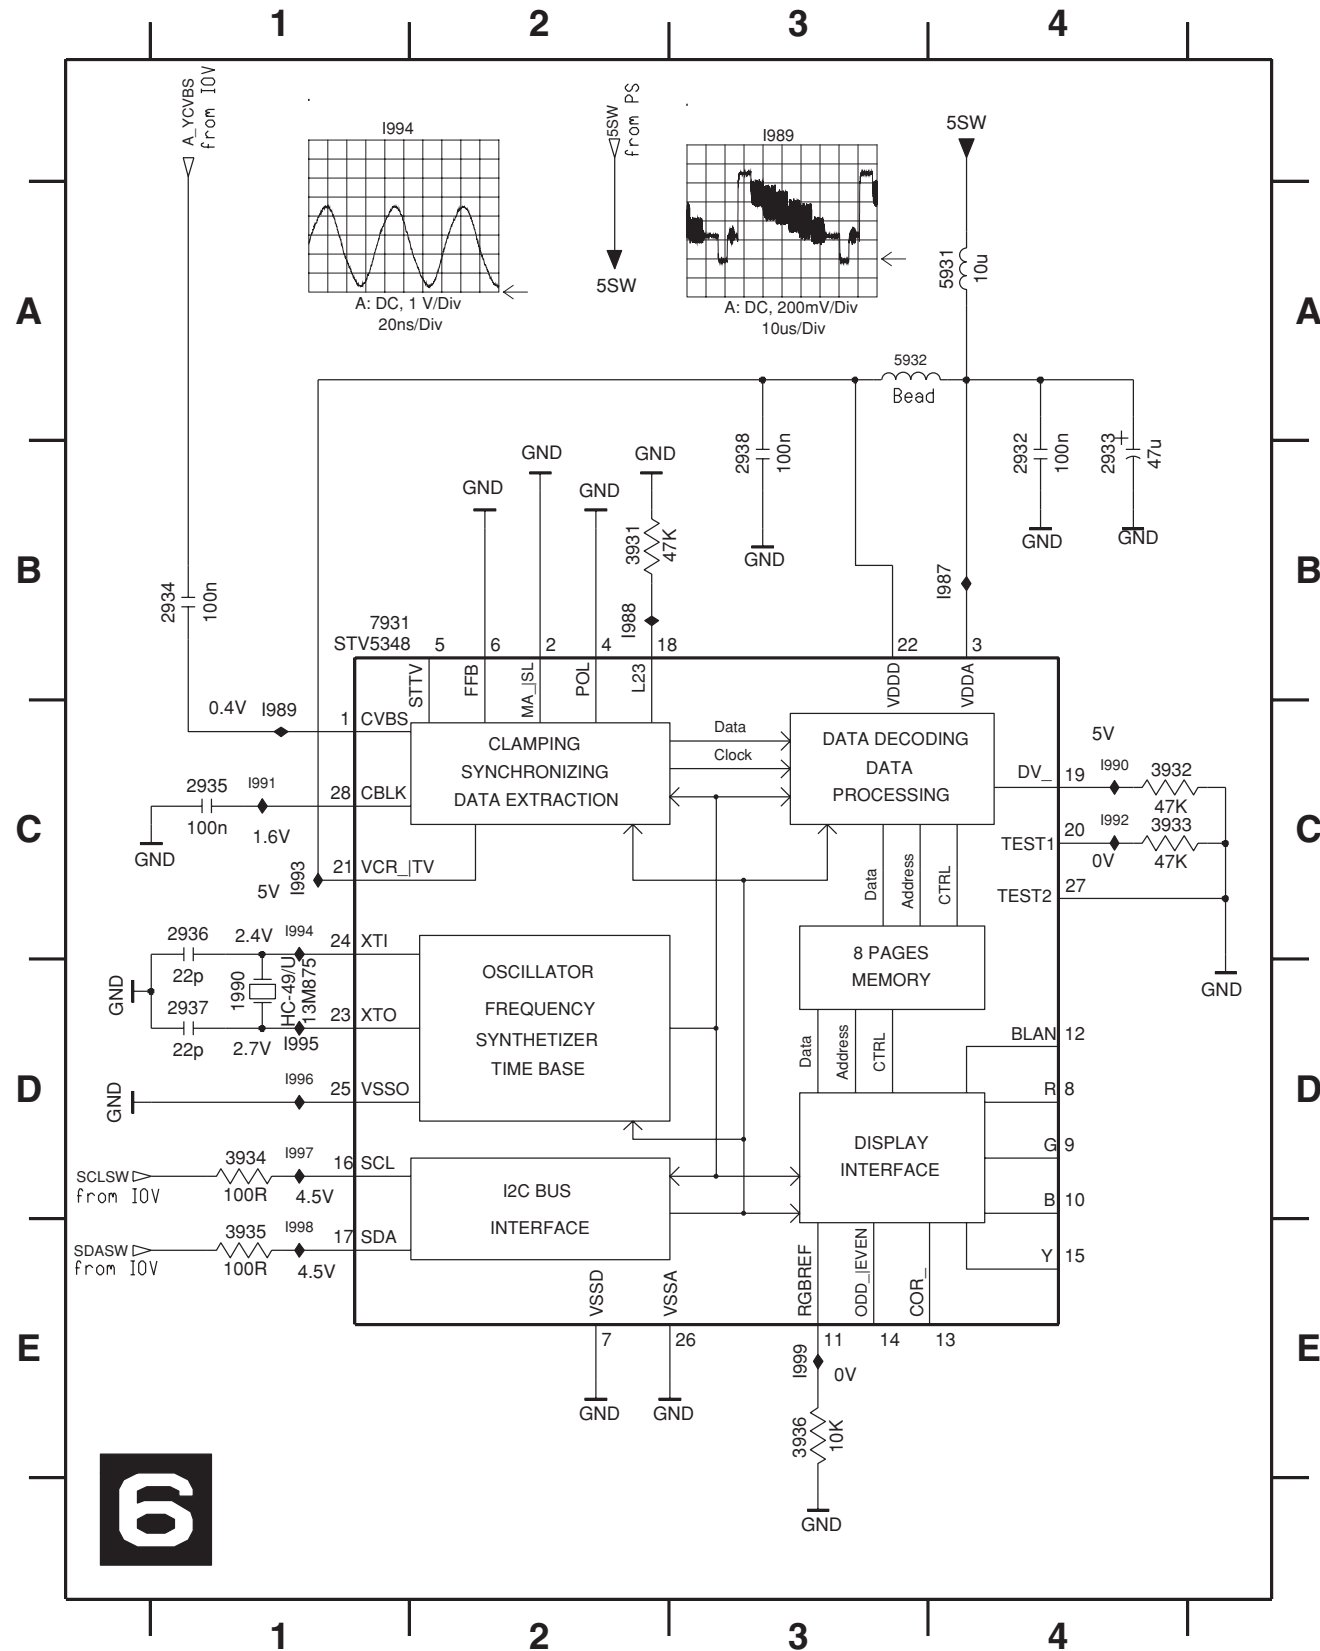 1 2 3 4
A_YCVBS
from IOV
I994
A: DC, 1 V/Div
20ns/Div
5SW
from PS
5SW
I989
A: DC, 200mV/Div
10us/Div
5SW
5931
10u
A A
5932
Bead
2938
100n
GND
2932
100n
GND
2933
+
47u
GND
GND
GND
GND
GND
3931
47K
I988
I987
B B
2934
100n
7931
STV5348
5 6 2 4 18 22 3
STTV
FFB
MA_|SL
POL
L23
VDDD
VDDA
0.4V I989
1 CVBS
CLAMPING
SYNCHRONIZING
DATA EXTRACTION
Data
Clock
DATA DECODING
DATA
PROCESSING
5V
DV_ 19 I990 3932
47K
2935 I991
100n
1.6V
28 CBLK
GND
C C
TEST1 20 I992 3933
0V 47K
5V I993
21 VCR_|TV
Data
Address
CTRL
TEST2 27
GND
2936 2.4V I994
22p
24 XTI
1990
HC-49/U
13M875
GND
2937
22p 2.7V I995
23 XTO
OSCILLATOR
FREQUENCY
SYNTHETIZER
TIME BASE
8 PAGES
MEMORY
Data
Address
CTRL
BLAN 12
D D
GND
I996
25 VSSO
R 8
DISPLAY
INTERFACE
G 9
B 10
Y 15
SCLSW
from IOV
3934 I997
100R 4.5V
16 SCL
I2C BUS
INTERFACE
SDASW
from IOV
3935 I998
100R 4.5V
17 SDA
VSSD
VSSA
RGBREF
ODD_|EVEN
COR_
7 26 11 14 13
E E
GND GND
I999
0V
3936
10K
GND
6
1 2 3 4